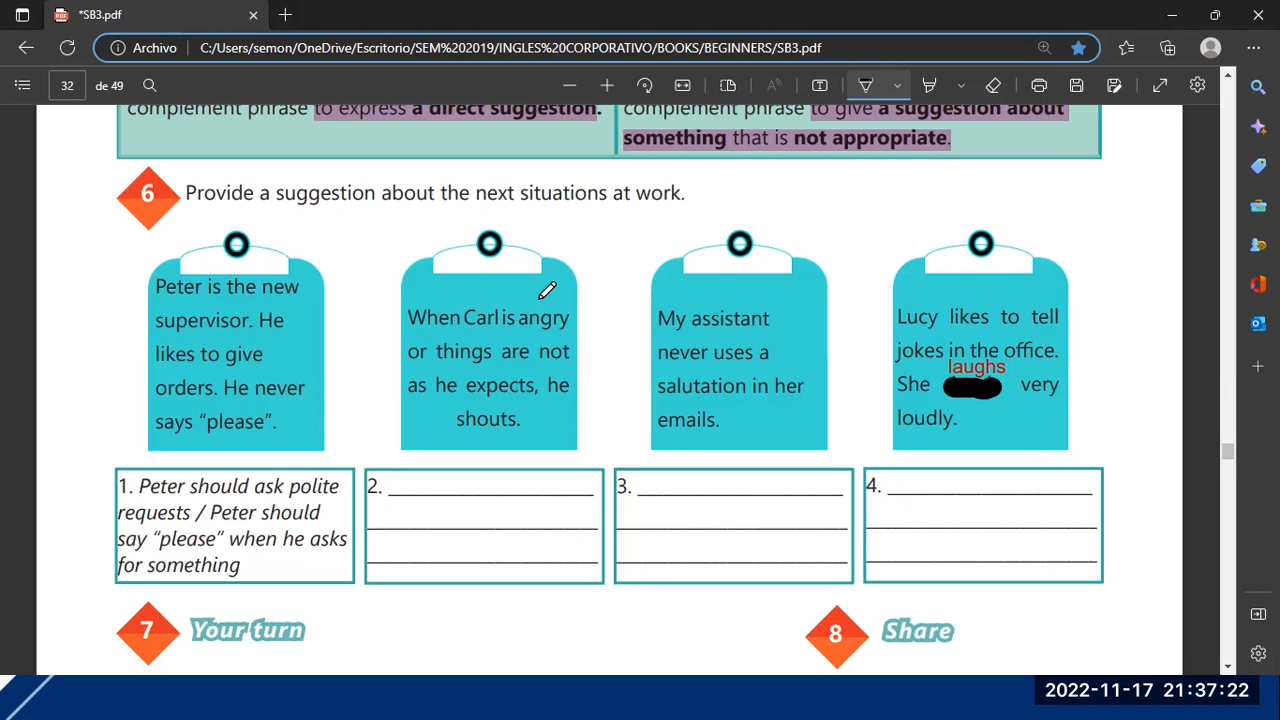 *SB3.pdf
Archivo
C:/Users/semon/OneDrive/Escritorio/SEM%202019/INGLES%20CORPORATIVO/BOOKS/BEGINNERS/SB3.pdf
32
de 49
complement phrase to express a direct suggestion.
complement phrase to give a suggestion about
something that is not appropriate.
6
Provide a suggestion about the next situations at work.
Peter is the new
supervisor. He
likes to give
orders. He never
says “please”.
When Carl is angry
or things are not
as he expects, he
shouts.
My assistant
never uses a
salutation in her
emails.
Lucy likes to tell
jokes in the office.
laughs
She very
loudly.
1. Peter should ask polite
requests / Peter should
say “please” when he asks
for something
2.
3.
4.
7
Your turn
8
Share
2022-11-17 21:37:22